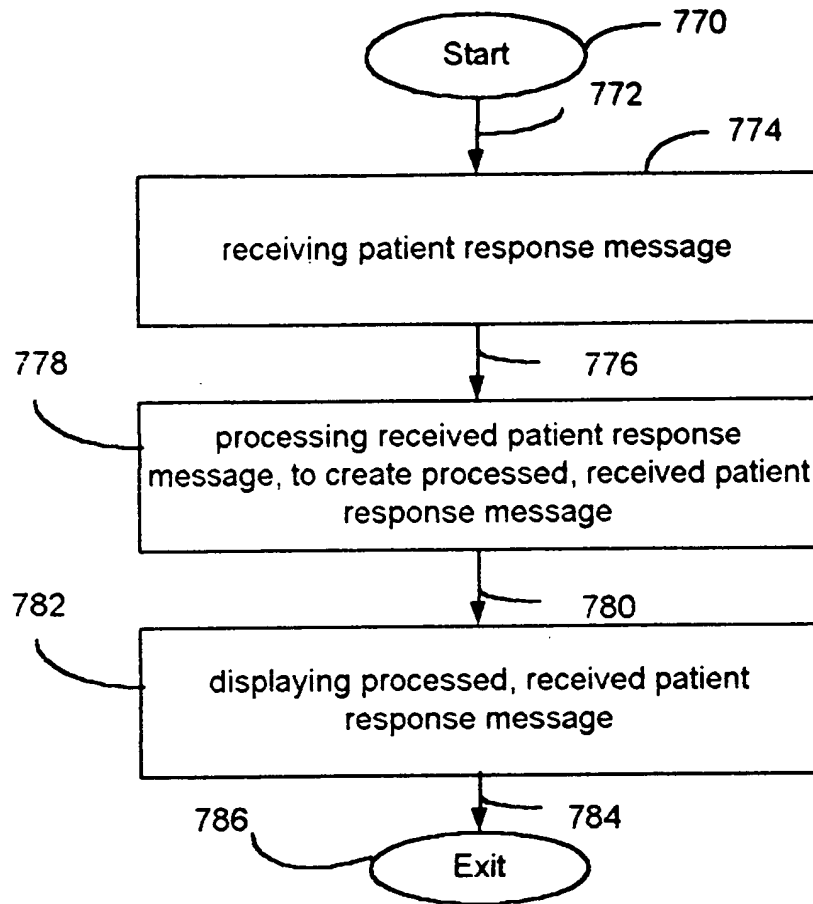 770
Start
772
774
receiving patient response message
778
776
processing received patient response
message, to create processed, received patient
response message
782
780
displaying processed, received patient
response message
786
784
Exit